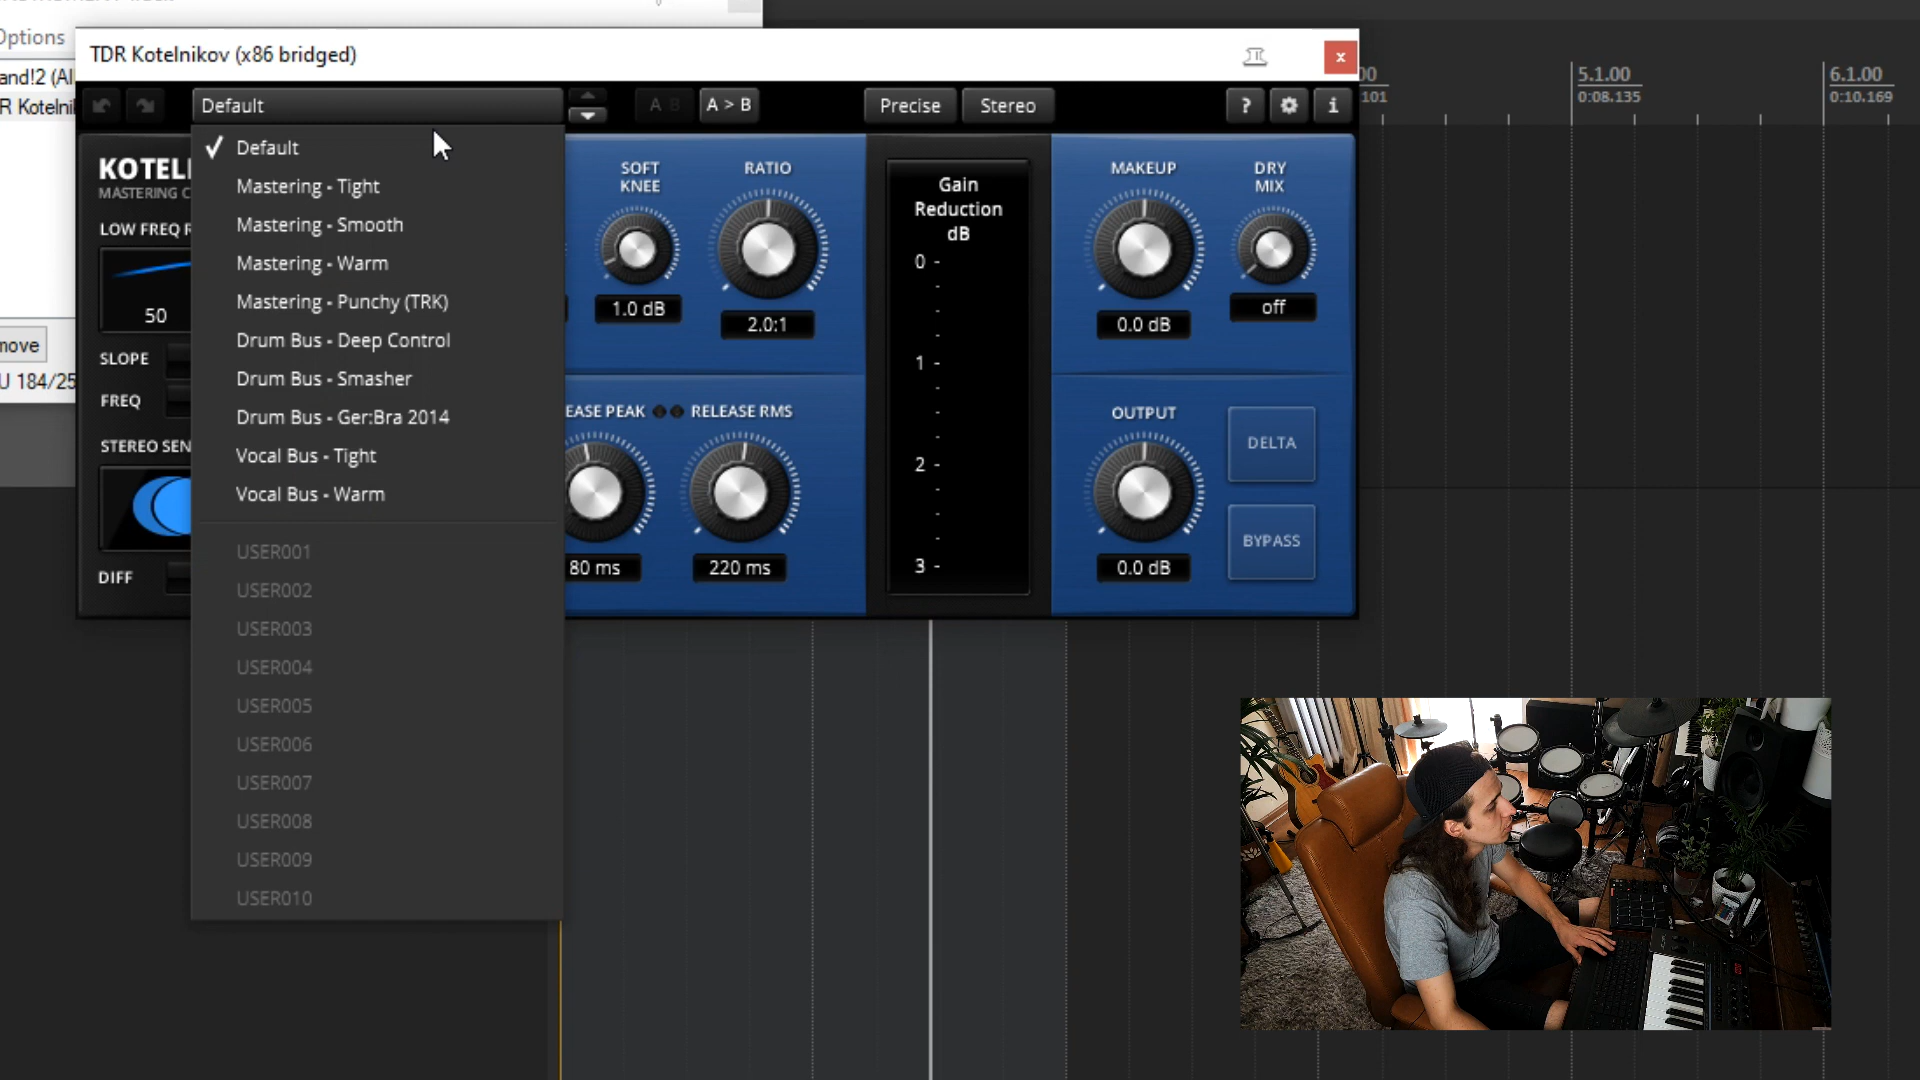 Options
TDR Kotelnikov (x86 bridged)
x
and!2 (Al
R Kotelni
Default
A B
A > B
Precise
Stereo
?
i
101
5.1.00
0:08.135
6.1.00
0:10.169
KOTEL
MASTERING C
LOW FREQ R
50
SLOPE
FREQ
STEREO SEN
DIFF
move
U 184/25
Default
Mastering - Tight
Mastering - Smooth
Mastering - Warm
Mastering - Punchy (TRK)
Drum Bus - Deep Control
Drum Bus - Smasher
Drum Bus - Ger:Bra 2014
Vocal Bus - Tight
Vocal Bus - Warm
USER001
USER002
USER003
USER004
USER005
USER006
USER007
USER008
USER009
USER010
SOFT
KNEE
1.0 dB
RATIO
2.0:1
EASE PEAK
80 ms
RELEASE RMS
220 ms
Gain
Reduction
dB
0 -
1 -
2 -
3 -
MAKEUP
0.0 dB
DRY
MIX
off
OUTPUT
0.0 dB
DELTA
BYPASS